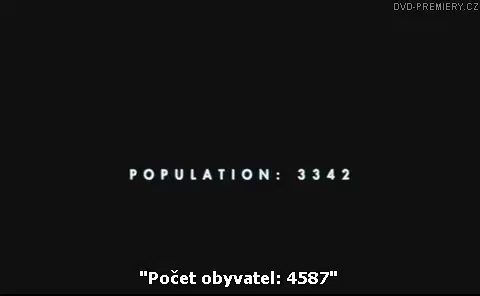 DVD-PREMIERY.CZ
POPULATION: 3342
"Počet obyvatel: 4587"